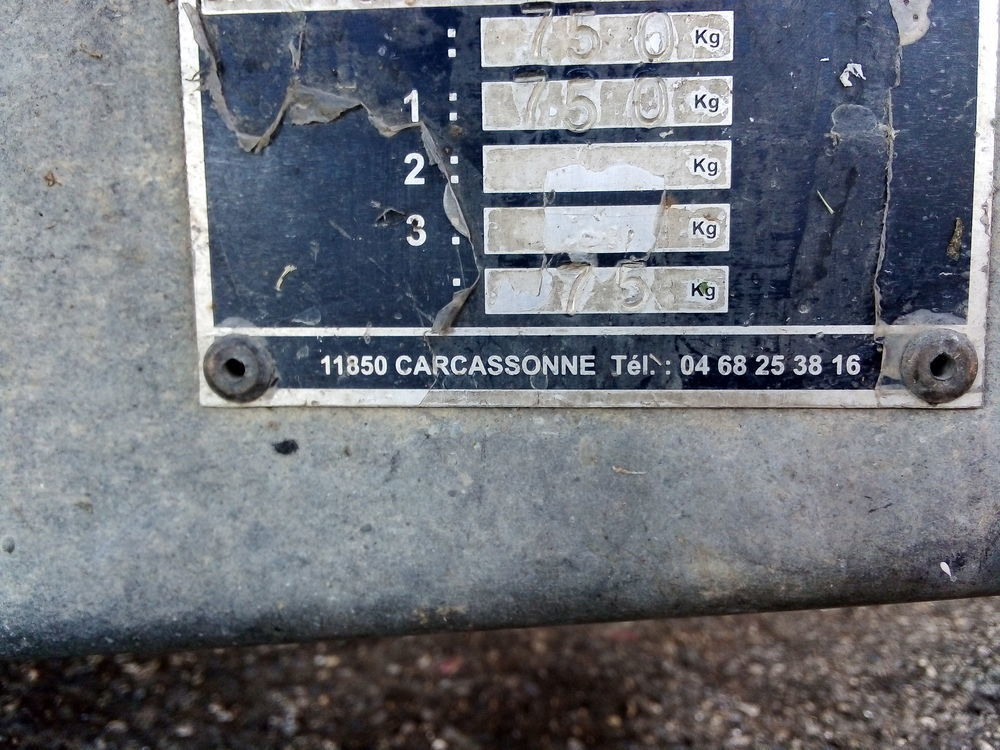 : 750 Kg
1 : 750 Kg
2 : Kg
3 : Kg
: 75 Kg
11850 CARCASSONNE Tél. : 04 68 25 38 16